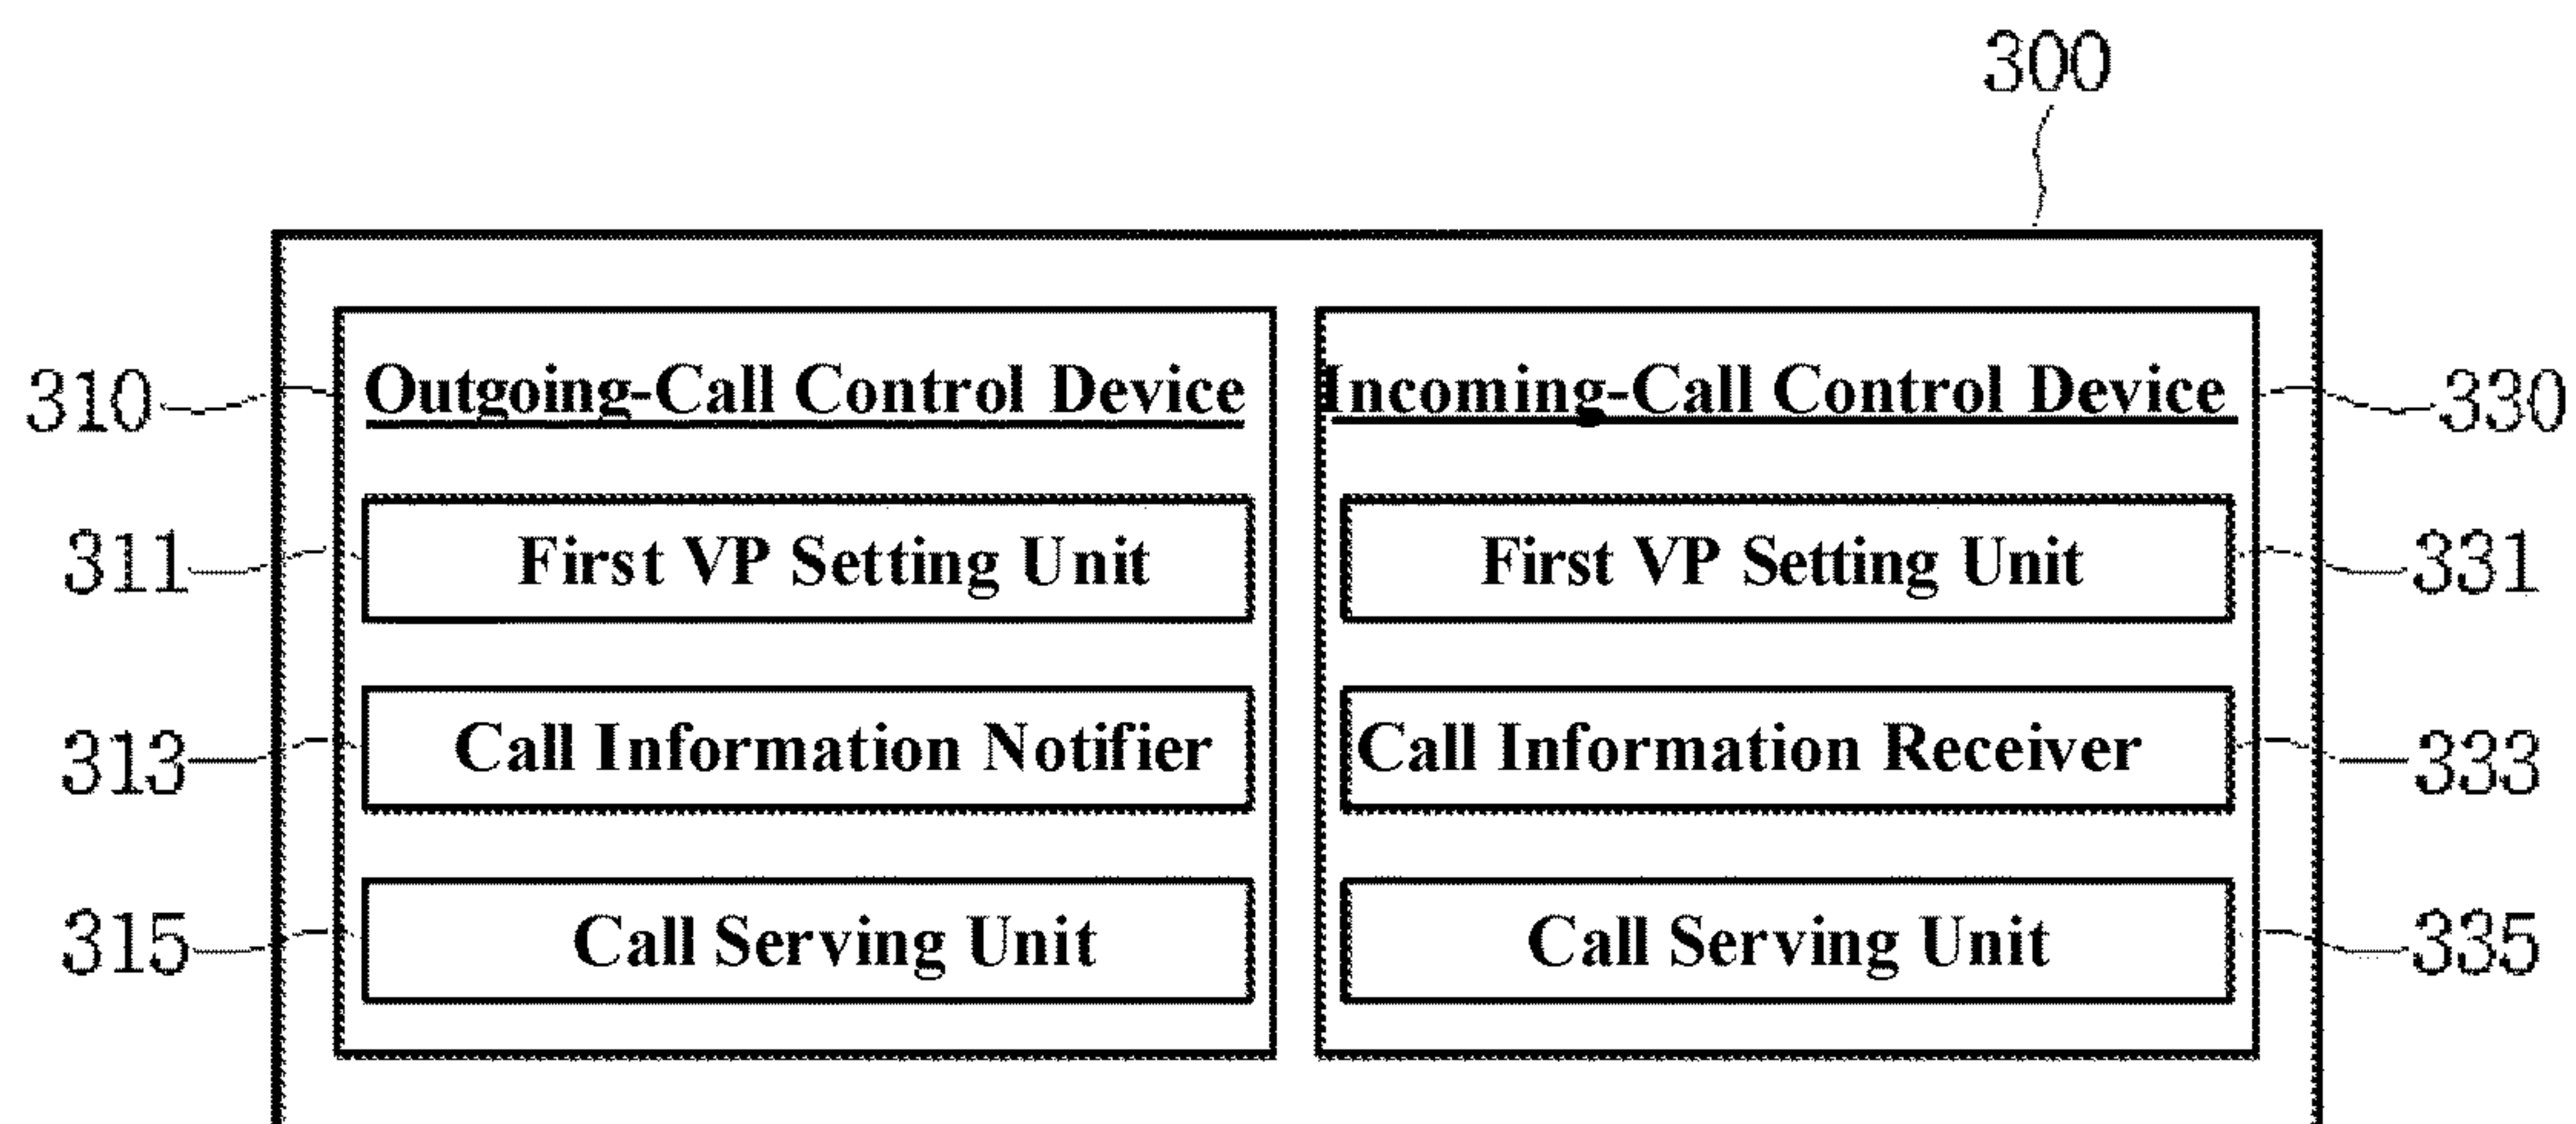 300
310 Outgoing-Call Control Device Incoming-Call Control Device 330
311 First VP Setting Unit First VP Setting Unit 331
313 Call Information Notifier Call Information Receiver 333
315 Call Serving Unit Call Serving Unit 335